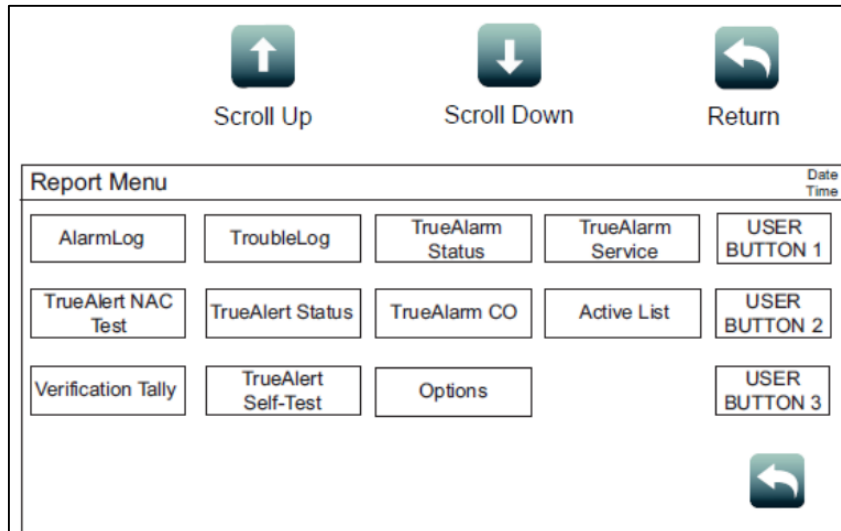 Scroll Up
Scroll Down
Return
Report Menu
Date
Time
AlarmLog
TroubleLog
TrueAlarm
Status
TrueAlarm
Service
USER
BUTTON 1
TrueAlert NAC
Test
TrueAlert Status
TrueAlarm CO
Active List
USER
BUTTON 2
Verification Tally
TrueAlert
Self-Test
Options
USER
BUTTON 3